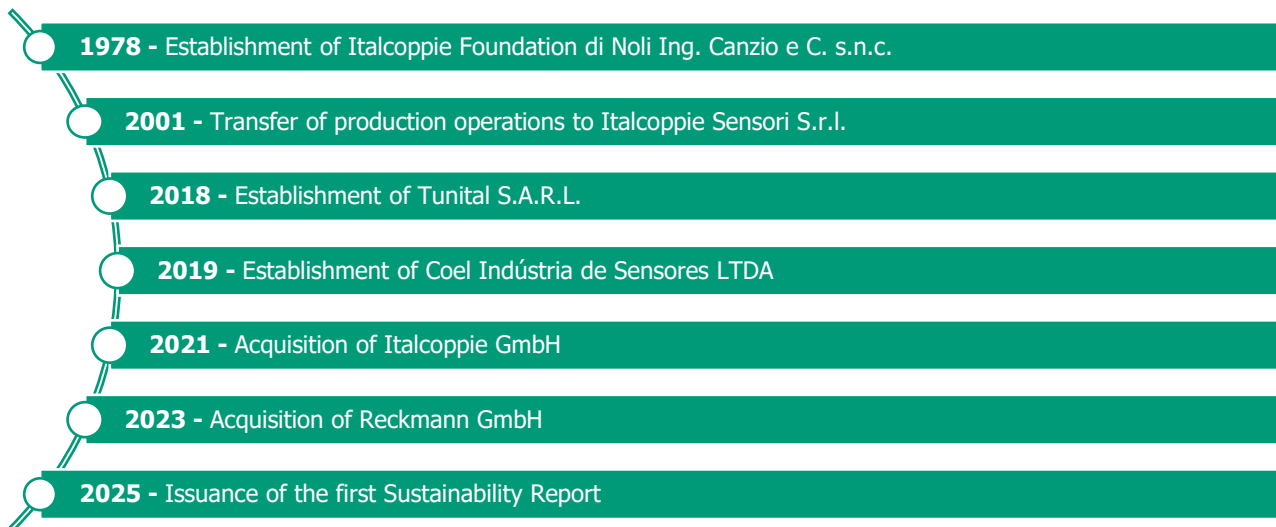 1978 - Establishment of Italcoppie Foundation di Noli Ing. Canzio e C. s.n.c.
2001 - Transfer of production operations to Italcoppie Sensori S.r.l.
2018 - Establishment of Tunital S.A.R.L.
2019 - Establishment of Coel Indústria de Sensores LTDA
2021 - Acquisition of Italcoppie GmbH
2023 - Acquisition of Reckmann GmbH
2025 - Issuance of the first Sustainability Report